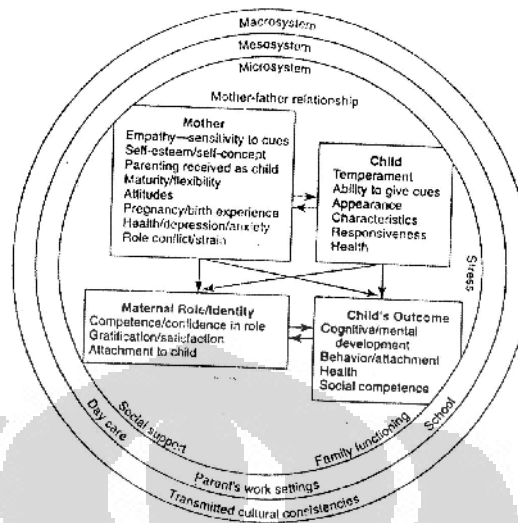 Macrosystem
Mesosystem
Microsystem
Mother-father relationship
Mother
Empathy—sensitivity to cues
Self-esteem/self-concept
Parenting received as child
Maturity/flexibility
Attitudes
Pregnancy/birth experience
Health/depression/anxiety
Role conflict/strain
Child
Temperament
Ability to give cues
Appearance
Characteristics
Responsiveness
Health
Stress
Maternal Role/Identity
Competence/confidence in role
Gratification/satisfaction
Attachment to child
Child's Outcome
Cognitive/mental
development
Behavior/attachment
Health
Social competence
Social support
Family functioning
Day care
School
Parent's work settings
Transmitted cultural consistencies